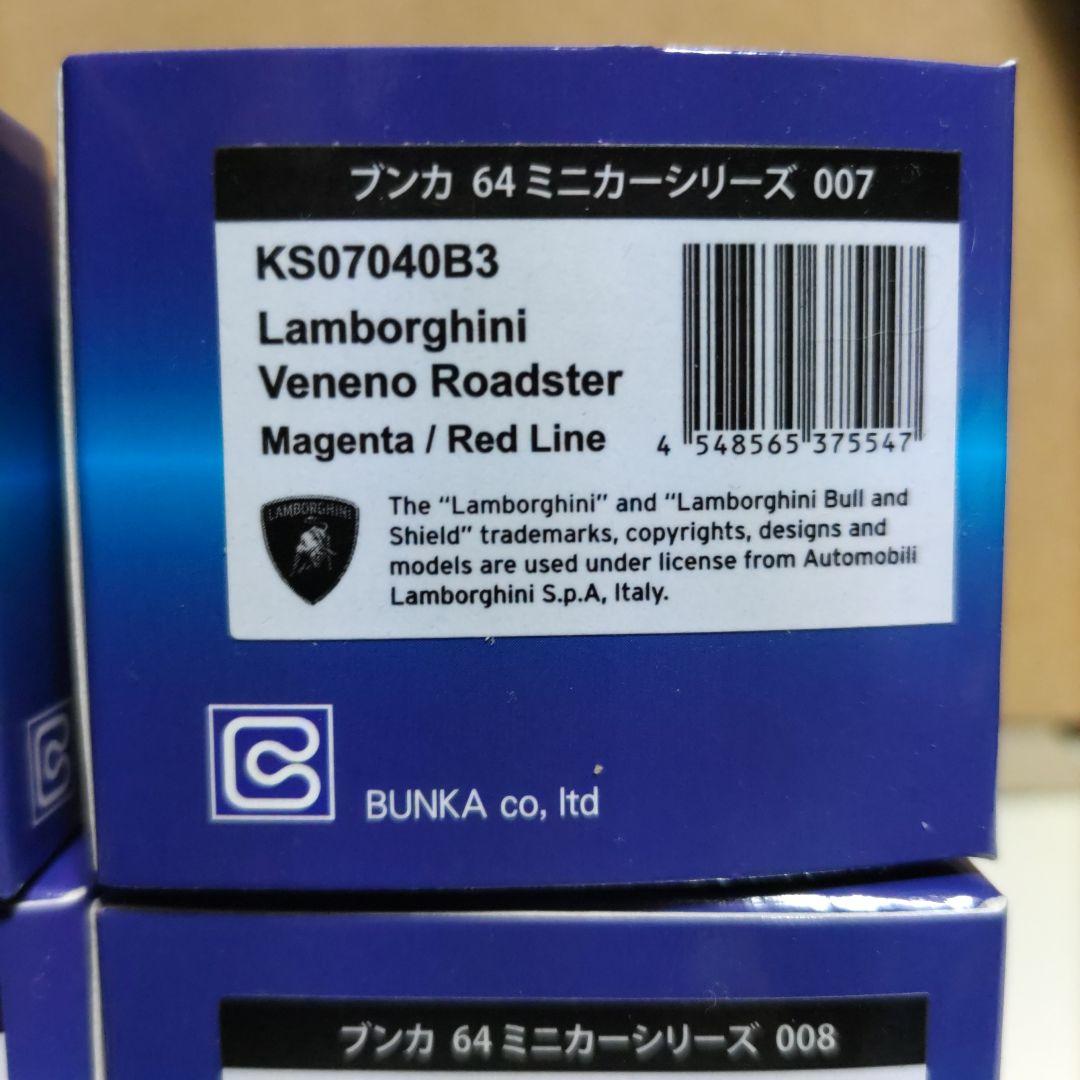 ブンカ 64 ミニカーシリーズ 007
KS07040B3
Lamborghini
Veneno Roadster
Magenta / Red Line
4 548565 375547
LAMBORGHINI
The “Lamborghini” and “Lamborghini Bull and
Shield” trademarks, copyrights, designs and
models are used under license from Automobili
Lamborghini S.p.A, Italy.
BUNKA co, ltd
ブンカ 64 ミニカーシリーズ 008